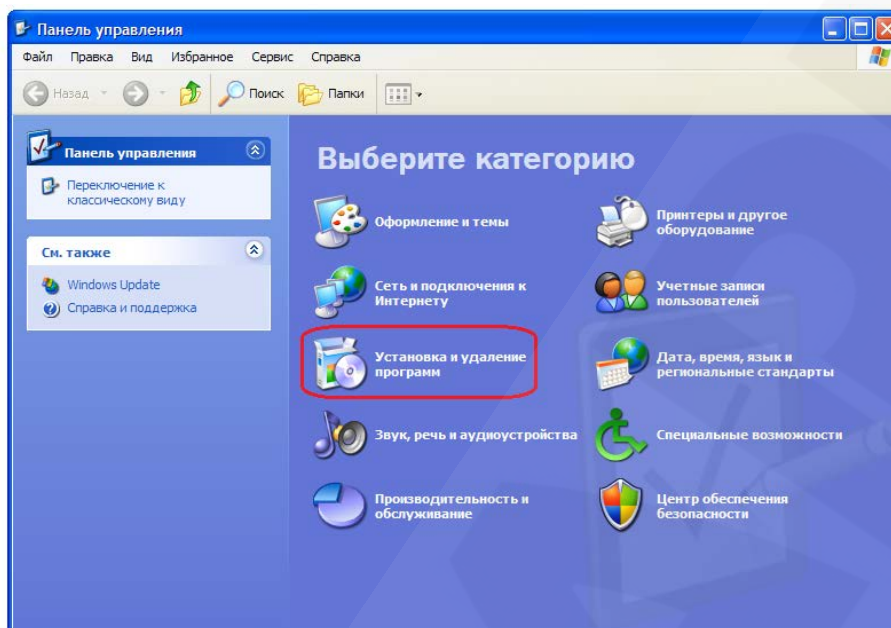 Панель управления
Файл Правка Вид Избранное Сервис Справка
Назад Поиск Папки
Панель управления
Переключение к
классическому виду
См. также
Windows Update
Справка и поддержка
Выберите категорию
Оформление и темы
Принтеры и другое
оборудование
Сеть и подключения к
Интернету
Учетные записи
пользователей
Установка и удаление
программ
Дата, время, язык и
региональные стандарты
Звук, речь и аудиоустройства
Специальные возможности
Производительность и
обслуживание
Центр обеспечения
безопасности